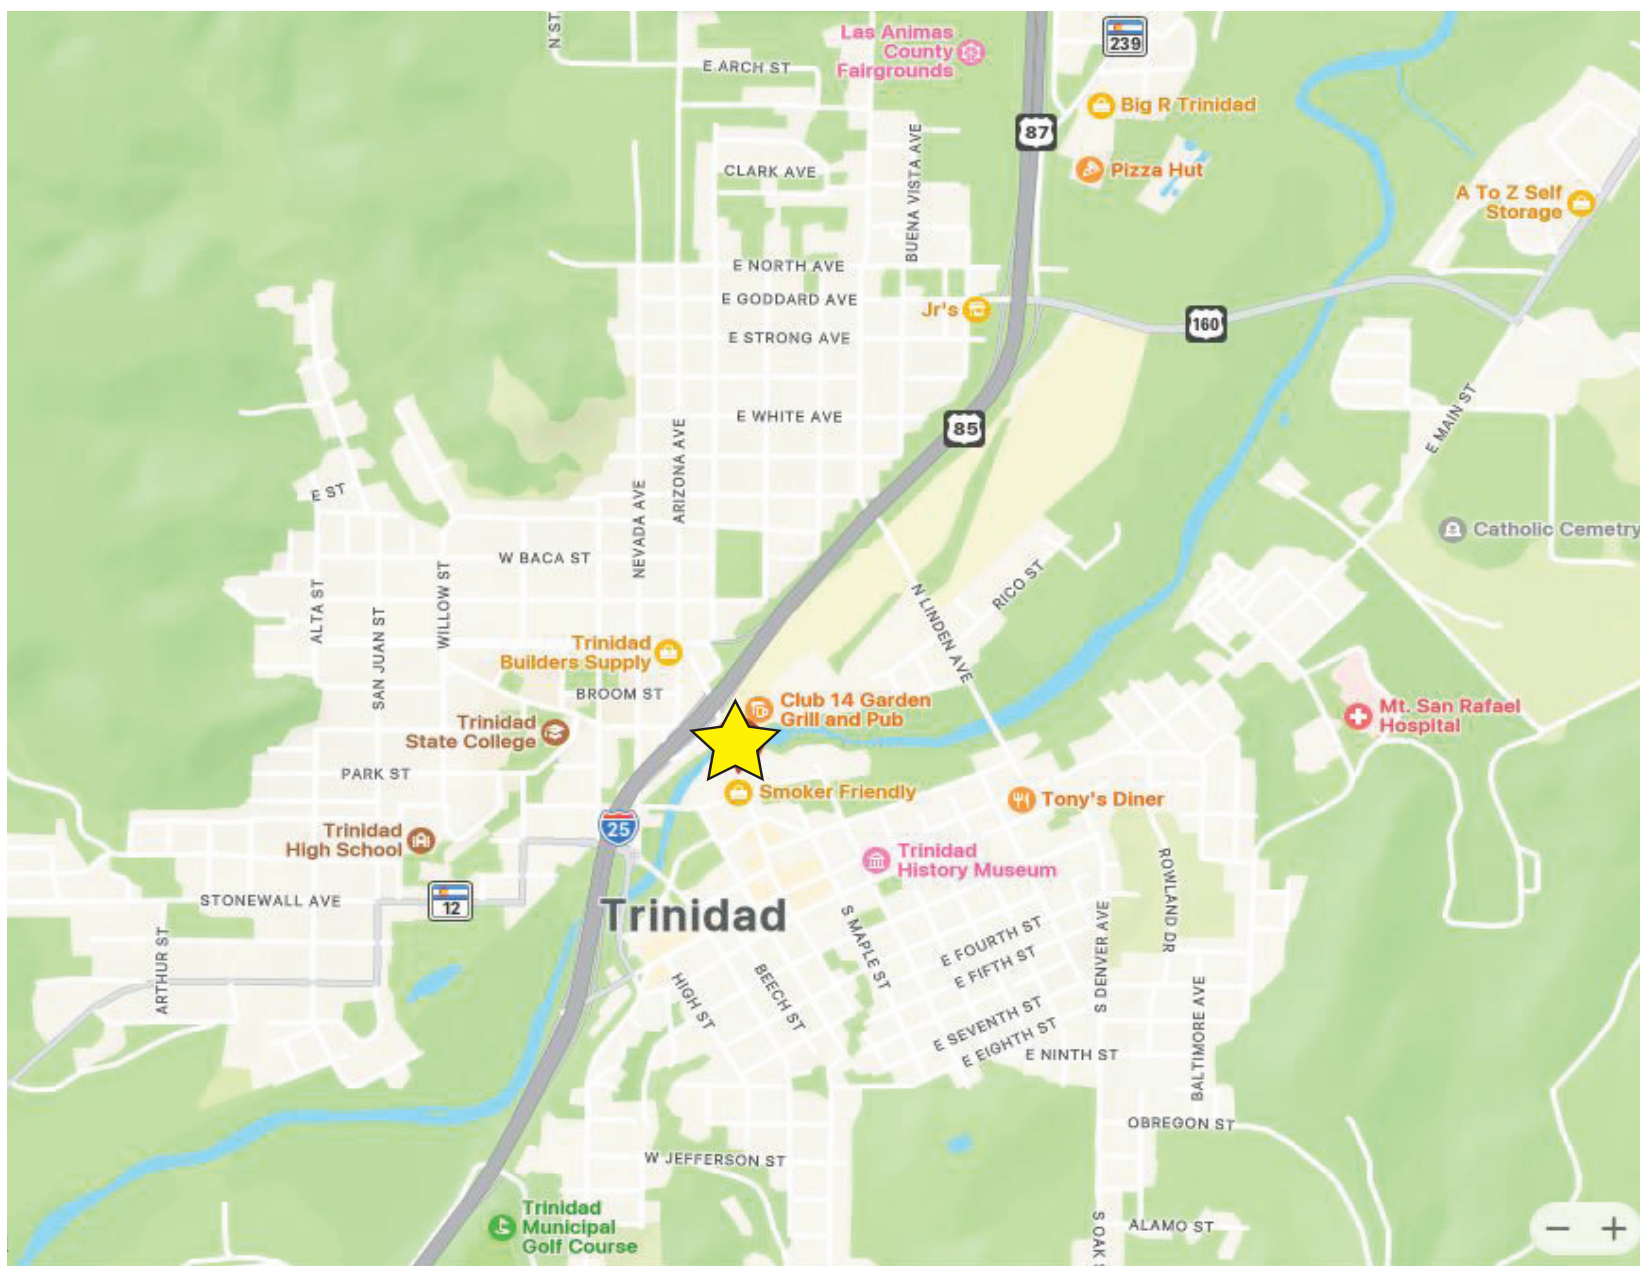 N ST
Las Animas
County
Fairgrounds
239
E ARCH ST
Big R Trinidad
87
CLARK AVE
BUENA VISTA AVE
Pizza Hut
A To Z Self
Storage
E NORTH AVE
E GODDARD AVE
Jr's
E STRONG AVE
160
E WHITE AVE
85
E MAIN ST
ARIZONA AVE
NEVADA AVE
E ST
Catholic Cemetry
W BACA ST
ALTA ST
SAN JUAN ST
WILLOW ST
N LINDEN AVE
RICO ST
Trinidad
Builders Supply
BROOM ST
Club 14 Garden
Grill and Pub
Mt. San Rafael
Hospital
Trinidad
State College
PARK ST
Smoker Friendly
Tony's Diner
25
Trinidad
High School
Trinidad
History Museum
ROWLAND DR
STONEWALL AVE
12
Trinidad
S MAPLE ST
E FOURTH ST
E FIFTH ST
S DENVER AVE
ARTHUR ST
HIGH ST
BEECH ST
E SEVENTH ST
E EIGHTH ST
E NINTH ST
BALTIMORE AVE
OBREGON ST
W JEFFERSON ST
Trinidad
Municipal
Golf Course
S OAK
ALAMO ST